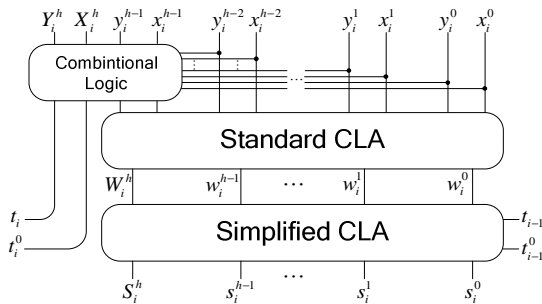 Y_i^h X_i^h y_i^{h-1} x_i^{h-1} y_i^{h-2} x_i^{h-2} y_i^1 x_i^1 y_i^0 x_i^0
Combintional
Logic
...
Standard CLA
W_i^h w_i^{h-1} ... w_i^1 w_i^0
t_i t_{i-1}
Simplified CLA
t_i^0 t_{i-1}^0
S_i^h s_i^{h-1} ... s_i^1 s_i^0